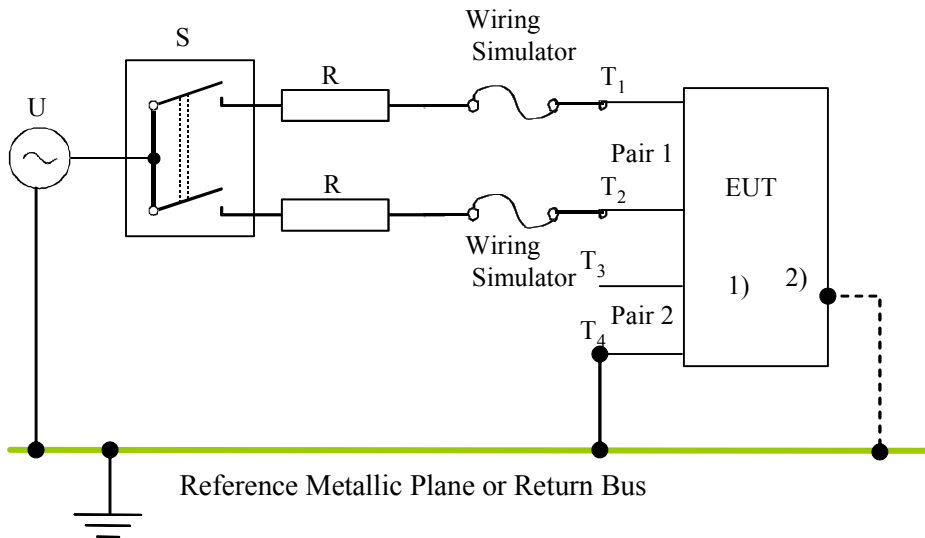 Wiring
Simulator
S
R
T1
U
Pair 1
R
T2
EUT
Wiring
Simulator
T3
1)
2)
Pair 2
T4
Reference Metallic Plane or Return Bus